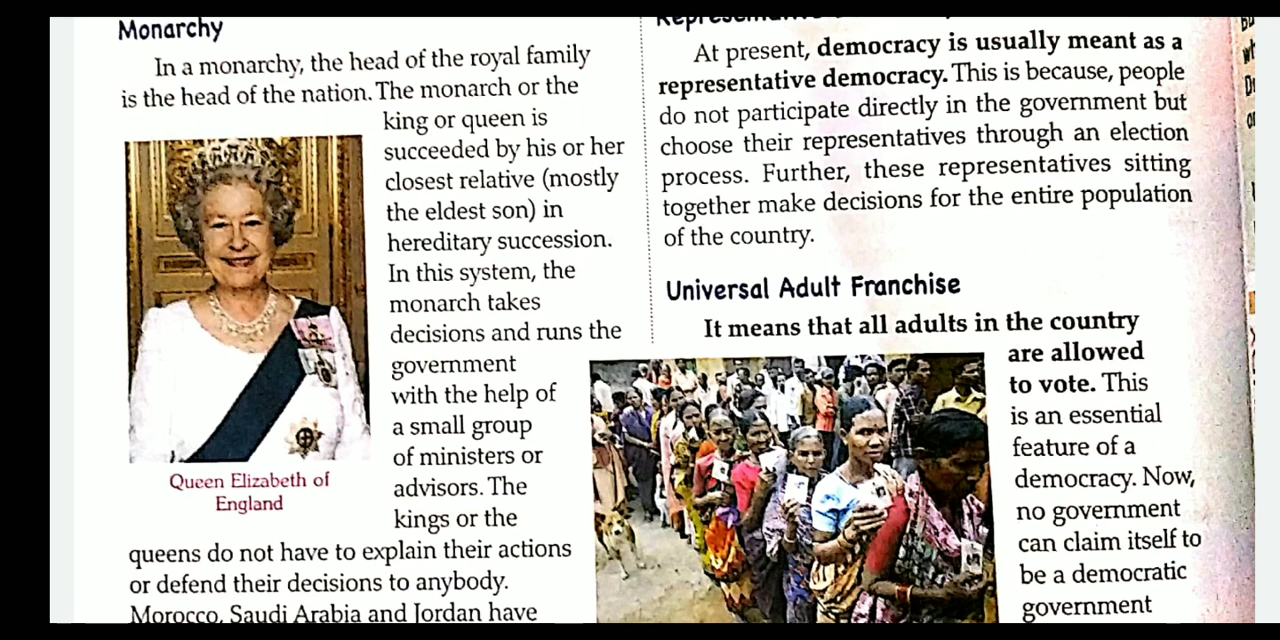 Monarchy
In a monarchy, the head of the royal family
is the head of the nation. The monarch or the
king or queen is
succeeded by his or her
closest relative (mostly
the eldest son) in
hereditary succession.
In this system, the
monarch takes
decisions and runs the
government
with the help of
a small group
of ministers or
advisors. The
kings or the
Queen Elizabeth of
England
queens do not have to explain their actions
or defend their decisions to anybody.
Morocco, Saudi Arabia and Jordan have
At present, democracy is usually meant as a
representative democracy. This is because, people
do not participate directly in the government but
choose their representatives through an election
process. Further, these representatives sitting
together make decisions for the entire population
of the country.
Universal Adult Franchise
It means that all adults in the country
are allowed
to vote. This
is an essential
feature of a
democracy. Now,
no government
can claim itself to
be a democratic
government